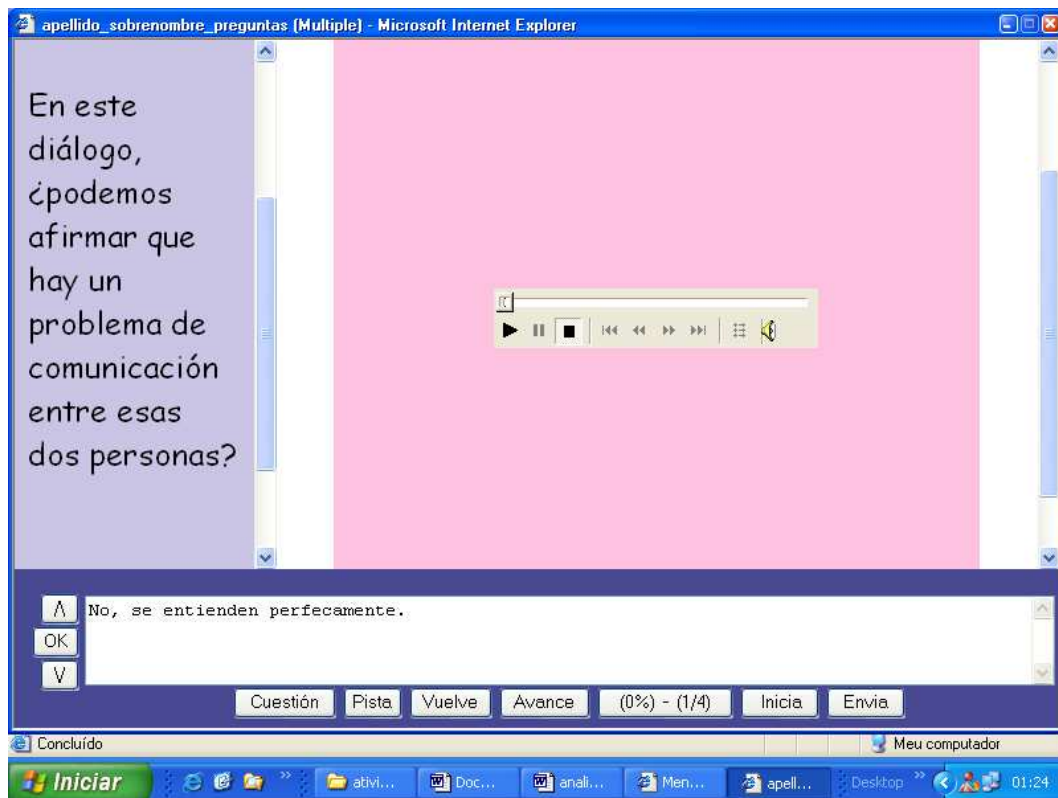 apellido_sobrenombre_preguntas (Multiple) - Microsoft Internet Explorer
En este
diálogo,
¿podemos
afirmar que
hay un
problema de
comunicación
entre esas
dos personas?
Λ
No, se entienden perfecamente.
OK
V
Cuestión Pista Vuelve Avance (0%) - (1/4) Inicia Envia
Concluído Meu computador
Iniciar » ativi... Doc... anali... Men... apell... Desktop » 01:24